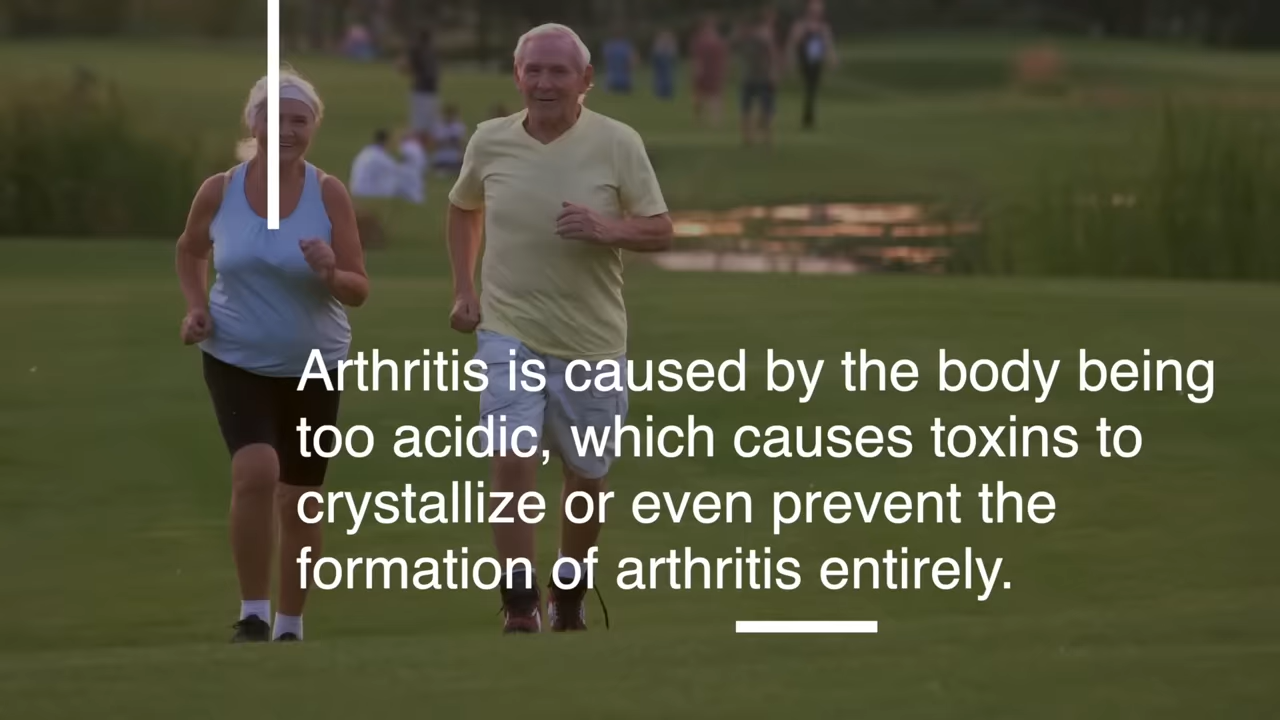 Arthritis is caused by the body being
too acidic, which causes toxins to
crystallize or even prevent the
formation of arthritis entirely.